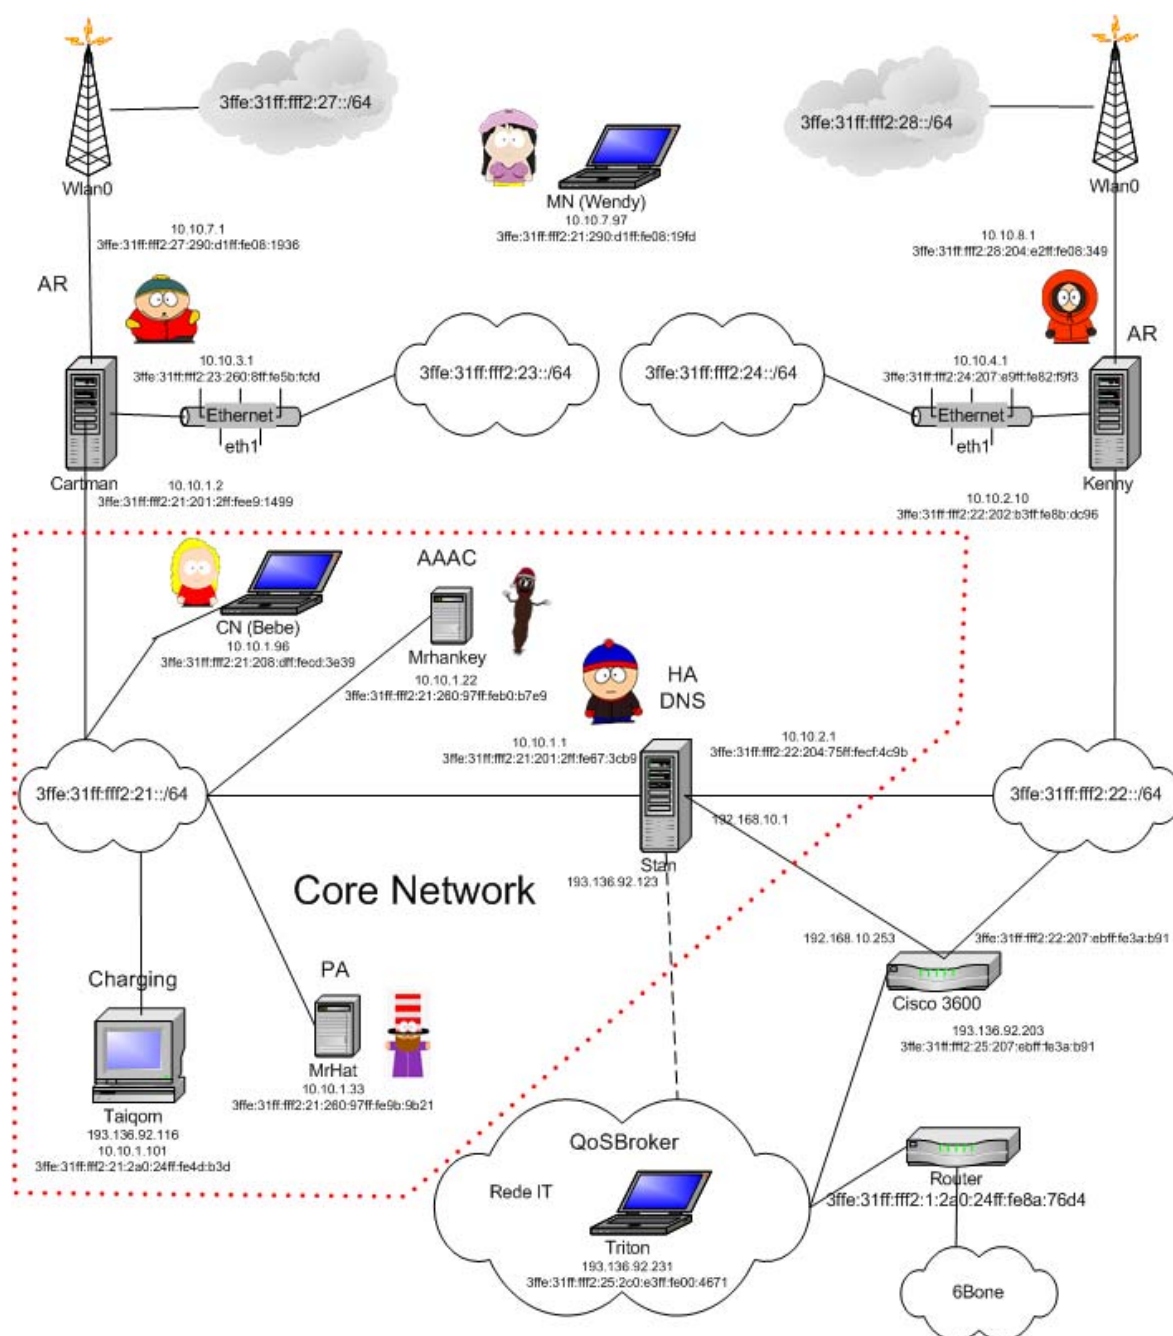 3ffe:31ff:fff2:27::/64
3ffe:31ff:fff2:28::/64
Wlan0
MN (Wendy)
10.10.7.97
3ffe:31ff:fff2:21:290:d1ff:fe08:19fd
Wlan0
10.10.7.1
3ffe:31ff:fff2:27:290:d1ff:fe08:1936
10.10.8.1
3ffe:31ff:fff2:28:204:e2ff:fe08:349
AR
AR
10.10.3.1
3ffe:31ff:fff2:23:260:8ff:fe5b:fcfd
3ffe:31ff:fff2:23::/64
3ffe:31ff:fff2:24::/64
10.10.4.1
3ffe:31ff:fff2:24:207:e9ff:fe82:f9f3
Ethernet
eth1
Ethernet
eth1
Cartman
10.10.1.2
3ffe:31ff:fff2:21:201:2ff:fee9:1499
Kenny
10.10.2.10
3ffe:31ff:fff2:22:202:b3ff:fe8b:dc96
AAAC
CN (Bebe)
10.10.1.96
3ffe:31ff:fff2:21:208:dff:fecd:3e39
Mrhankey
10.10.1.22
3ffe:31ff:fff2:21:260:97ff:feb0:b7e9
HA
DNS
10.10.1.1
3ffe:31ff:fff2:21:201:2ff:fe67:3cb9
10.10.2.1
3ffe:31ff:fff2:22:204:75ff:fecf:4c9b
3ffe:31ff:fff2:21::/64
3ffe:31ff:fff2:22::/64
192.168.10.1
Stan
193.136.92.123
Core Network
192.168.10.253
3ffe:31ff:fff2:22:207:ebff:fe3a:b91
Cisco 3600
193.136.92.203
3ffe:31ff:fff2:25:207:ebff:fe3a:b91
Charging
PA
MrHat
10.10.1.33
3ffe:31ff:fff2:21:260:97ff:fe9b:9b21
Taiqom
193.136.92.116
10.10.1.101
3ffe:31ff:fff2:21:2a0:24ff:fe4d:b3d
QoSBroker
Rede IT
Triton
193.136.92.231
3ffe:31ff:fff2:25:2c0:e3ff:fe00:4671
Router
3ffe:31ff:fff2:1:2a0:24ff:fe8a:76d4
6Bone